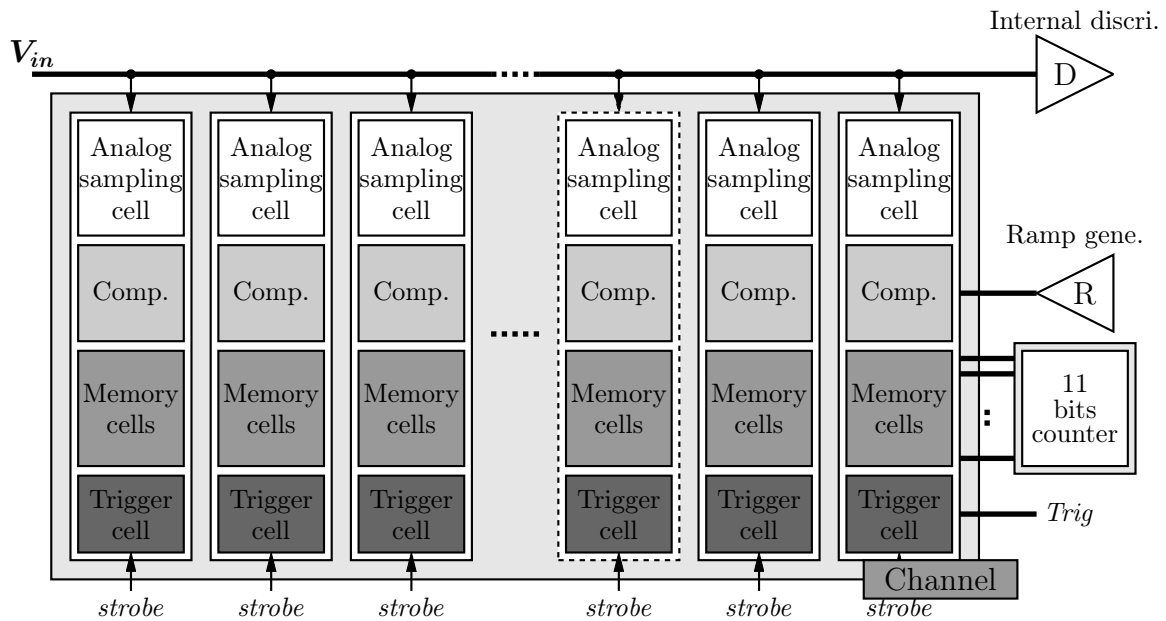 Internal discri.
V_in
D
Analog
sampling
cell
Analog
sampling
cell
Analog
sampling
cell
Analog
sampling
cell
Analog
sampling
cell
Analog
sampling
cell
Ramp gene.
Comp.
Comp.
Comp.
Comp.
Comp.
Comp.
R
Memory
cells
Memory
cells
Memory
cells
Memory
cells
Memory
cells
Memory
cells
11
bits
counter
Trigger
cell
Trigger
cell
Trigger
cell
Trigger
cell
Trigger
cell
Trigger
cell
Trig
Channel
strobe
strobe
strobe
strobe
strobe
strobe